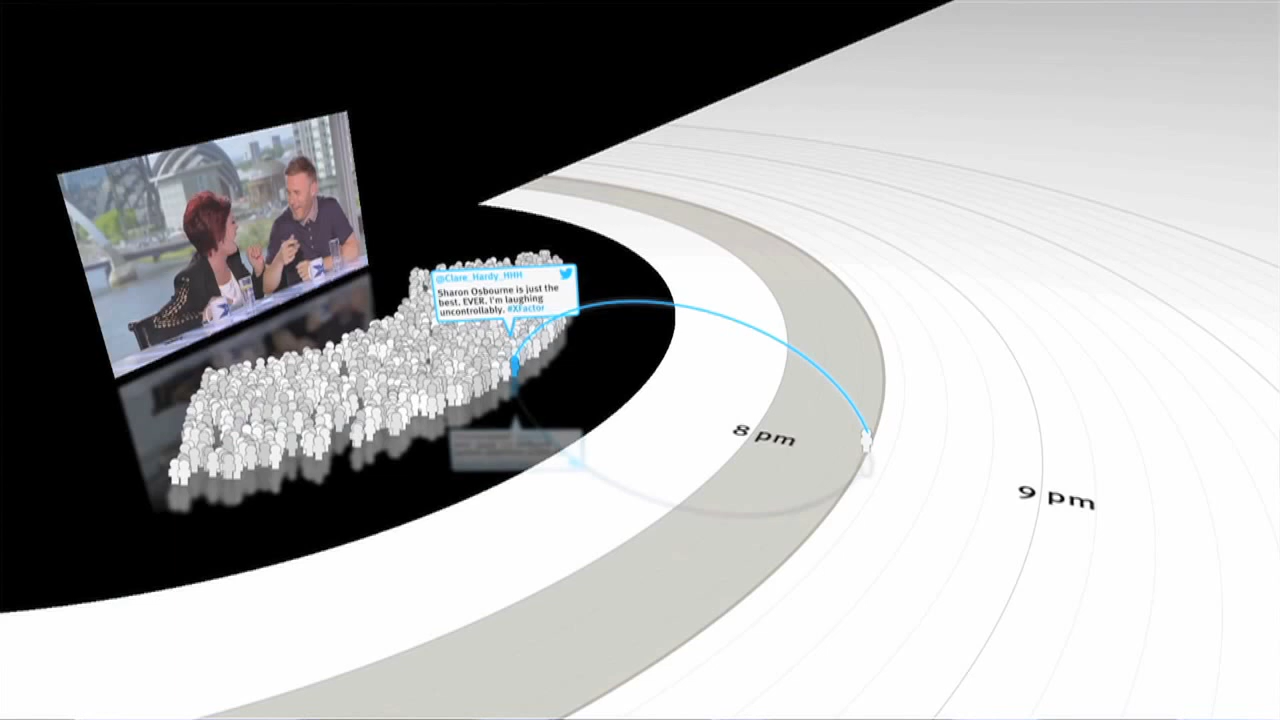 @Clare_Hardy_HHH
Sharon Osbourne is just the
best. EVER. I'm laughing
uncontrollably. #XFactor
8 pm
9 pm